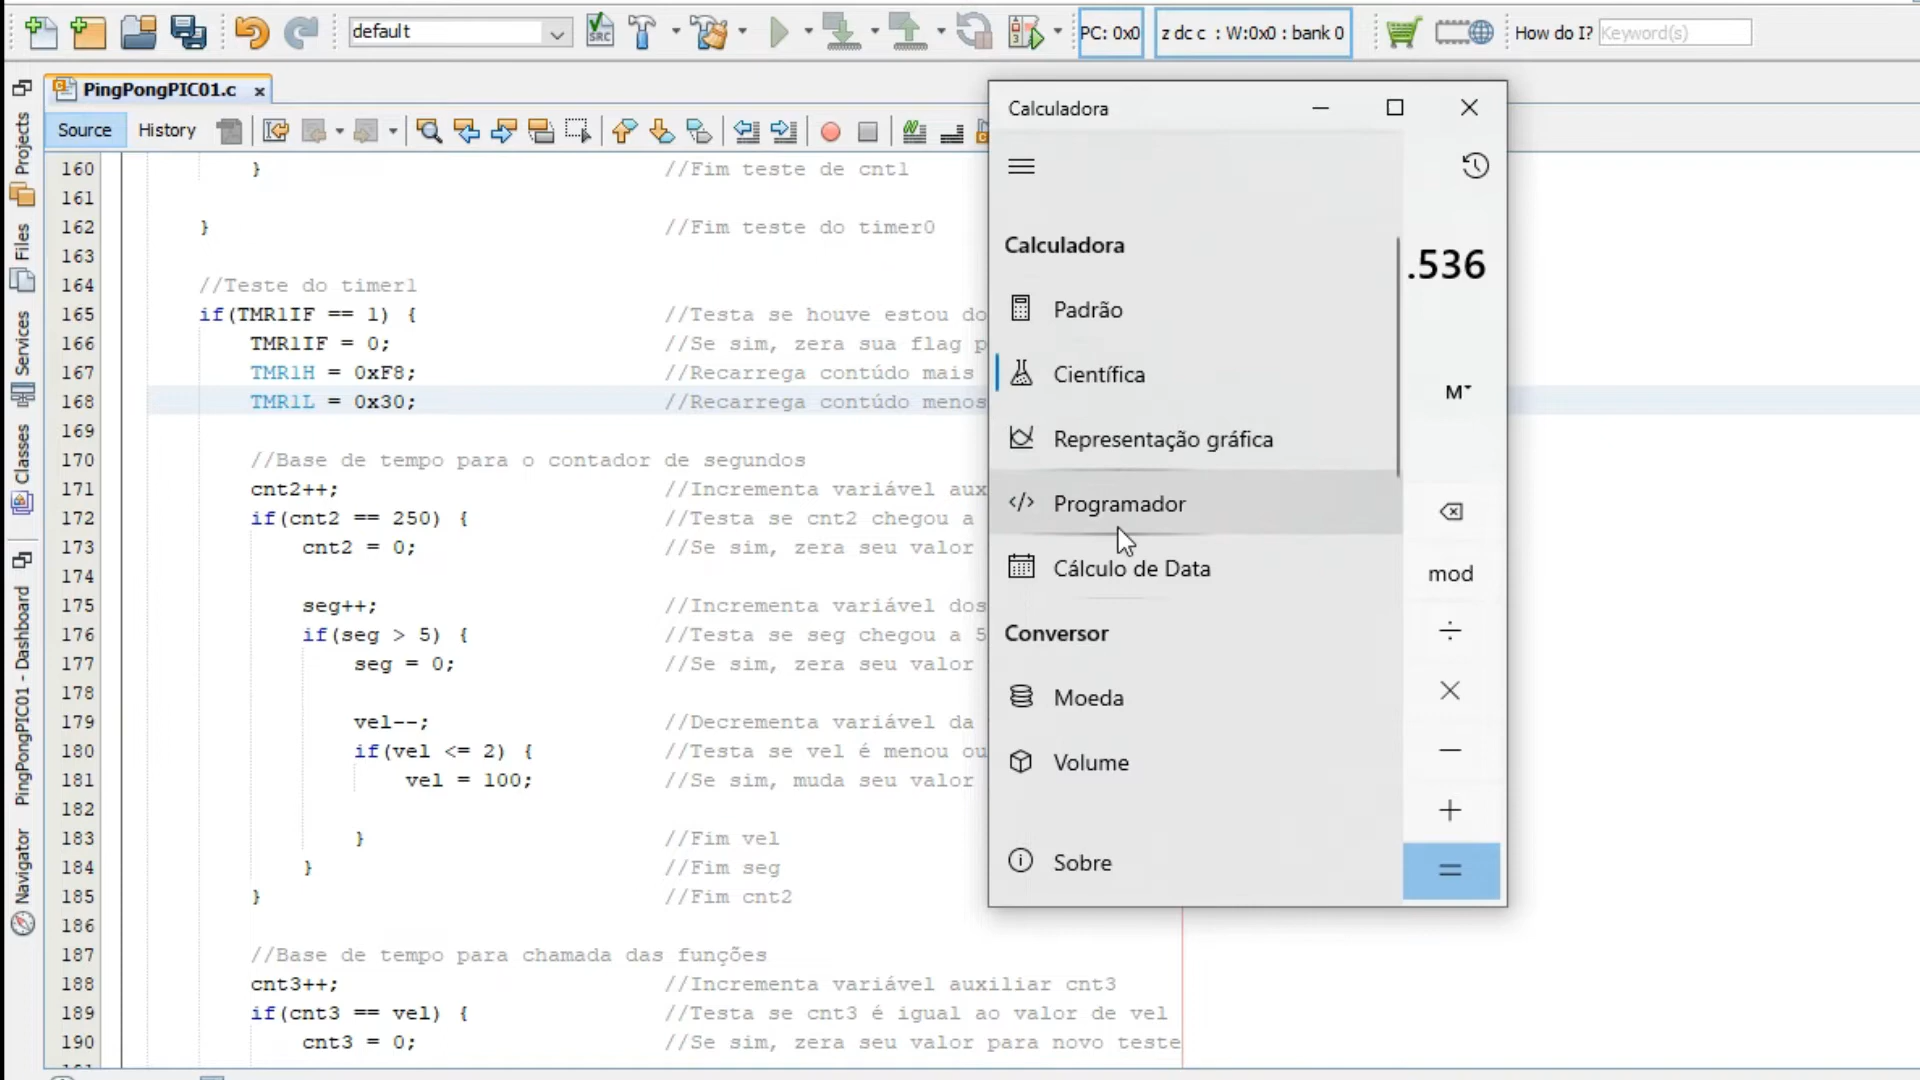 default
SRC
PC: 0x0
z dc c : W:0x0 : bank 0
How do I?
Keyword(s)
PingPongPIC01.c
Source
History
Projects
Files
Services
Classes
PingPongPIC01 - Dashboard
Navigator
160 } //Fim teste de cnt1
161
162 } //Fim teste do timer0
163
164 //Teste do timer1
165 if(TMR1IF == 1) { //Testa se houve estou do
166 TMR1IF = 0; //Se sim, zera sua flag p
167 TMR1H = 0xF8; //Recarrega contúdo mais
168 TMR1L = 0x30; //Recarrega contúdo menos
169
170 //Base de tempo para o contador de segundos
171 cnt2++; //Incrementa variável aux
172 if(cnt2 == 250) { //Testa se cnt2 chegou a
173 cnt2 = 0; //Se sim, zera seu valor
174
175 seg++; //Incrementa variável dos
176 if(seg > 5) { //Testa se seg chegou a 5
177 seg = 0; //Se sim, zera seu valor
178
179 vel--; //Decrementa variável da
180 if(vel <= 2) { //Testa se vel é menou ou
181 vel = 100; //Se sim, muda seu valor
182
183 } //Fim vel
184 } //Fim seg
185 } //Fim cnt2
186
187 //Base de tempo para chamada das funções
188 cnt3++; //Incrementa variável auxiliar cnt3
189 if(cnt3 == vel) { //Testa se cnt3 é igual ao valor de vel
190 cnt3 = 0; //Se sim, zera seu valor para novo teste
Calculadora
Calculadora
.536
Padrão
Científica
M
Representação gráfica
Programador
Cálculo de Data
mod
÷
Conversor
×
Moeda
−
Volume
+
Sobre
=